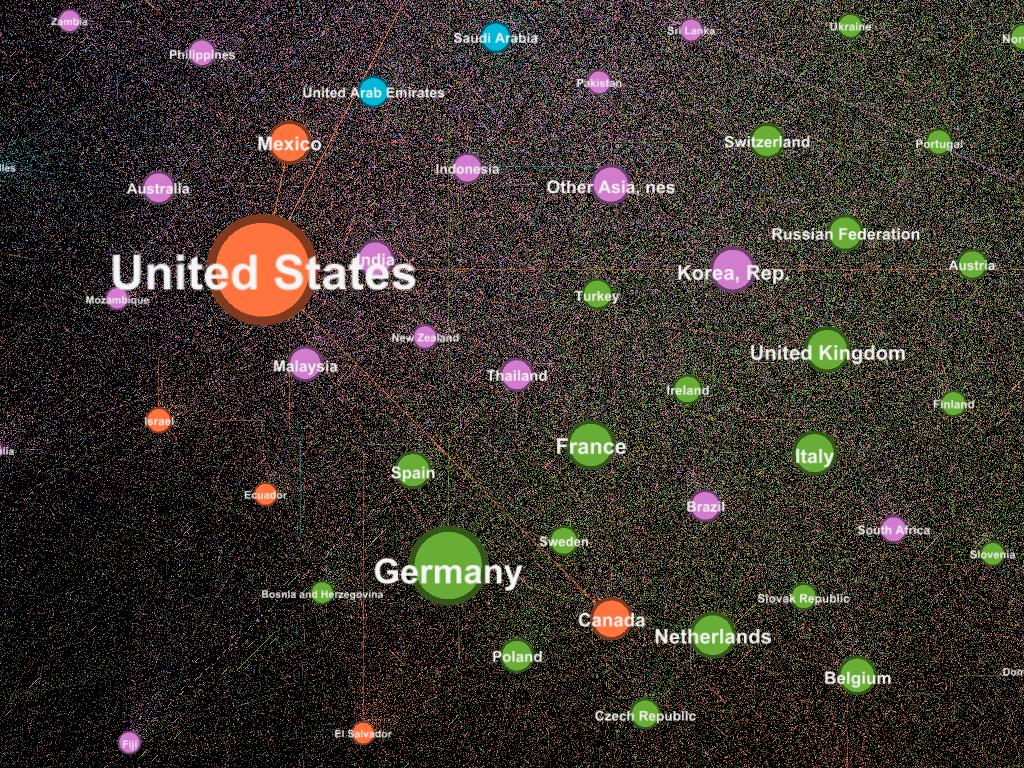 Zambia
Philippines
Saudi Arabia
Sri Lanka
Ukraine
Pakistan
United Arab Emirates
Mexico
Switzerland
Portugal
Indonesia
Australia
Other Asia, nes
Russian Federation
India
United States
Korea, Rep.
Austria
Mozambique
Turkey
New Zealand
United Kingdom
Malaysia
Thailand
Ireland
Finland
Israel
France
Italy
Spain
Ecuador
Brazil
South Africa
Sweden
Slovenia
Germany
Bosnia and Herzegovina
Slovak Republic
Canada
Netherlands
Poland
Belgium
Czech Republic
El Salvador
Fiji